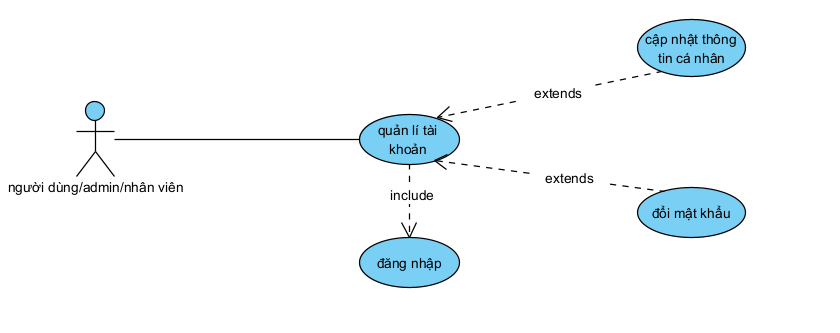 cập nhật thông
tin cá nhân
extends
quản lí tài
khoản
người dùng/admin/nhân viên
extends
include
đổi mật khẩu
đăng nhập